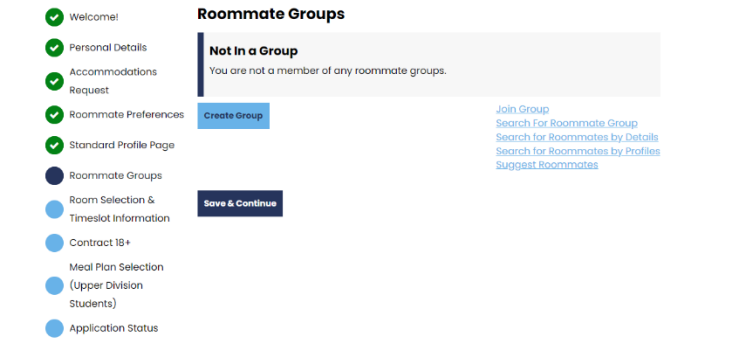 Welcome!
Personal Details
Accommodations
Request
Roommate Preferences
Standard Profile Page
Roommate Groups
Room Selection &
Timeslot Information
Contract 18+
Meal Plan Selection
(Upper Division
Students)
Application Status
Roommate Groups
Not In a Group
You are not a member of any roommate groups.
Create Group
Join Group
Search For Roommate Group
Search for Roommates by Details
Search for Roommates by Profiles
Suggest Roommates
Save & Continue